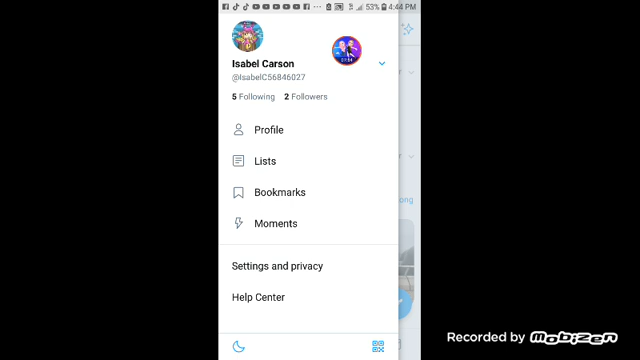 53% 4:44 PM
Isabel Carson
@IsabelC56846027
5 Following 2 Followers
Profile
Lists
Bookmarks
Moments
Settings and privacy
Help Center
ong
Recorded by Mobizen